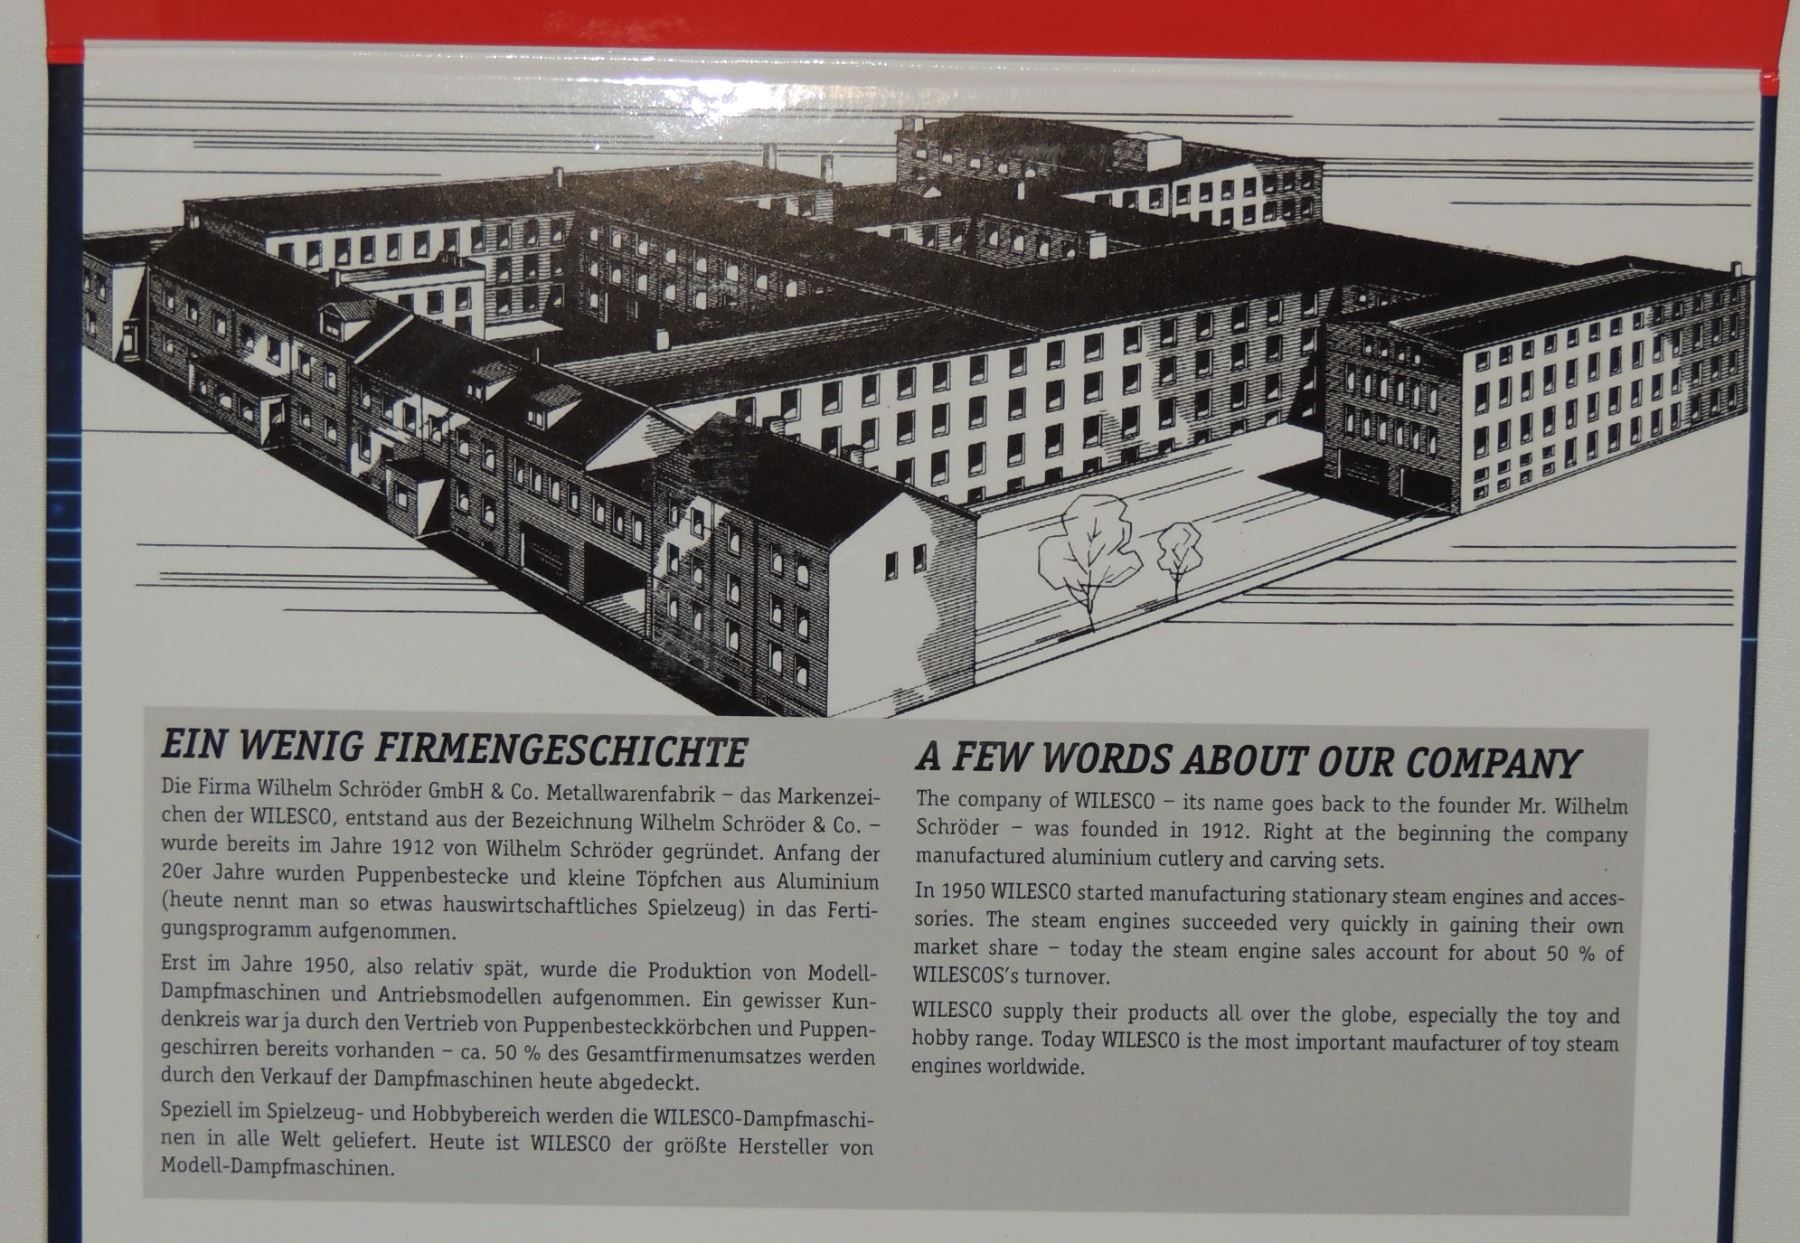 EIN WENIG FIRMENGESCHICHTE
Die Firma Wilhelm Schröder GmbH & Co. Metallwarenfabrik – das Markenzei-
chen der WILESCO, entstand aus der Bezeichnung Wilhelm Schröder & Co. –
wurde bereits im Jahre 1912 von Wilhelm Schröder gegründet. Anfang der
20er Jahre wurden Puppenbestecke und kleine Töpfchen aus Aluminium
(heute nennt man so etwas hauswirtschaftliches Spielzeug) in das Ferti-
gungsprogramm aufgenommen.
Erst im Jahre 1950, also relativ spät, wurde die Produktion von Modell-
Dampfmaschinen und Antriebsmodellen aufgenommen. Ein gewisser Kun-
denkreis war ja durch den Vertrieb von Puppenbesteckkörbchen und Puppen-
geschirren bereits vorhanden – ca. 50 % des Gesamtfirmenumsatzes werden
durch den Verkauf der Dampfmaschinen heute abgedeckt.
Speziell im Spielzeug- und Hobbybereich werden die WILESCO-Dampfmaschi-
nen in alle Welt geliefert. Heute ist WILESCO der größte Hersteller von
Modell-Dampfmaschinen.
A FEW WORDS ABOUT OUR COMPANY
The company of WILESCO – its name goes back to the founder Mr. Wilhelm
Schröder – was founded in 1912. Right at the beginning the company
manufactured aluminium cutlery and carving sets.
In 1950 WILESCO started manufacturing stationary steam engines and acces-
sories. The steam engines succeeded very quickly in gaining their own
market share – today the steam engine sales account for about 50 % of
WILESCOS's turnover.
WILESCO supply their products all over the globe, especially the toy and
hobby range. Today WILESCO is the most important maufacturer of toy steam
engines worldwide.